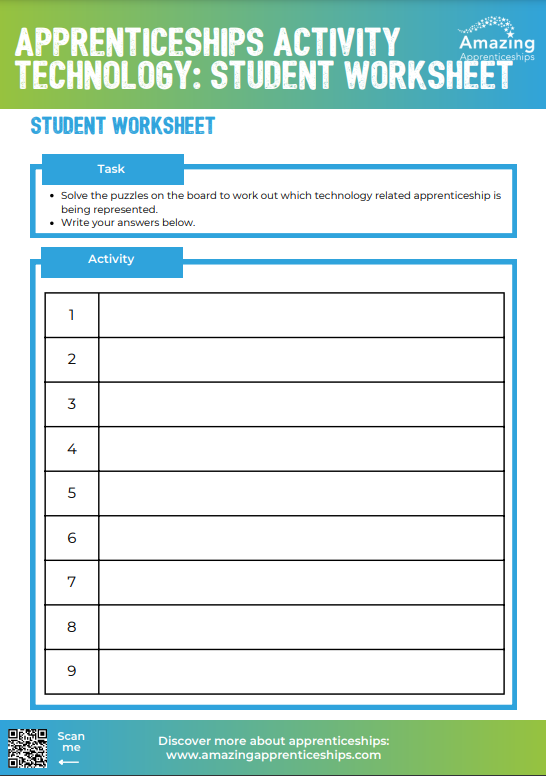 APPRENTICESHIPS ACTIVITY
TECHNOLOGY: STUDENT WORKSHEET
Amazing
Apprenticeships
STUDENT WORKSHEET
Task
• Solve the puzzles on the board to work out which technology related apprenticeship is
being represented.
• Write your answers below.
Activity
1
2
3
4
5
6
7
8
9
Scan
me
Discover more about apprenticeships:
www.amazingapprenticeships.com